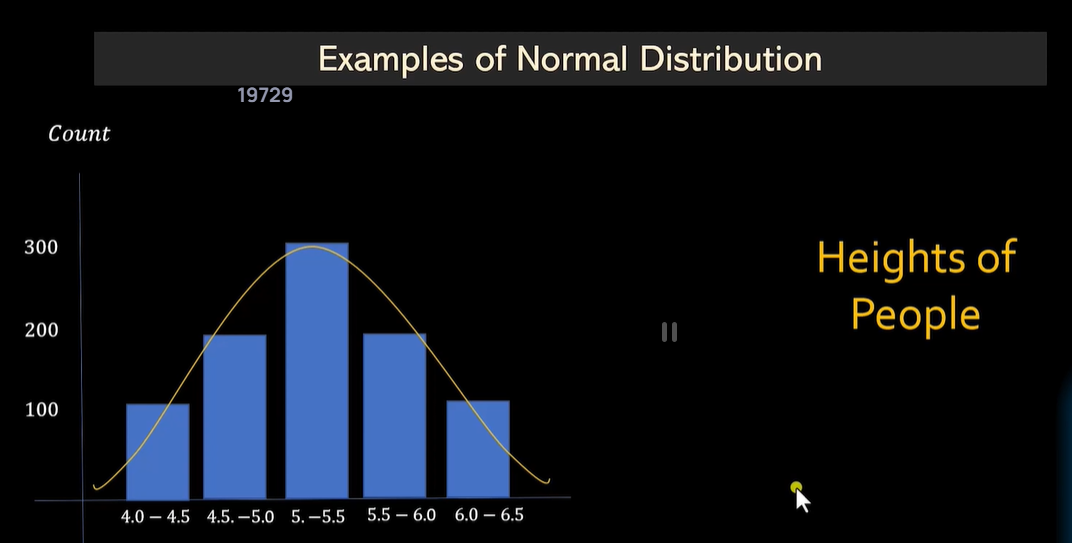 Examples of Normal Distribution
19729
Count
300
200
100
4.0 – 4.5 4.5. –5.0 5. –5.5 5.5 – 6.0 6.0 – 6.5
Heights of
People